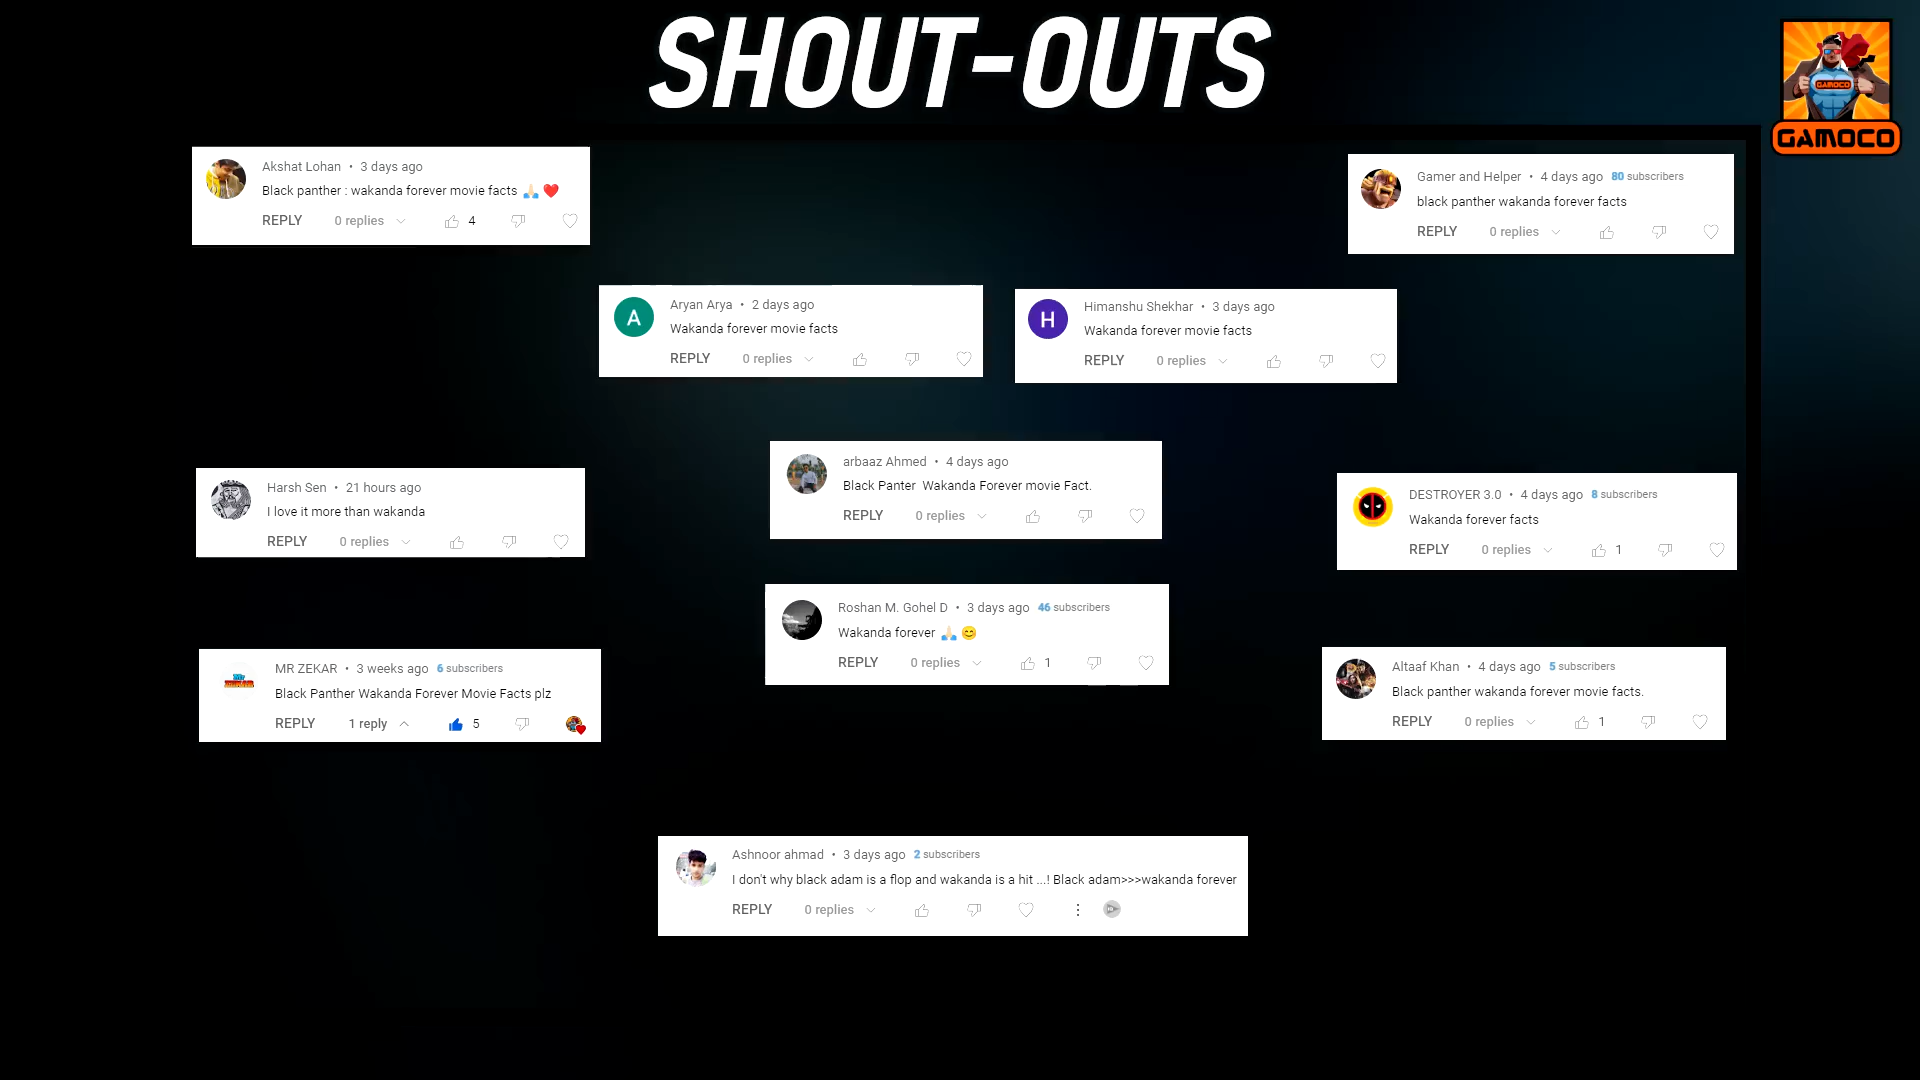 SHOUT-OUTS
GAMOCO
GAMOCO
Akshat Lohan • 3 days ago
Black panther : wakanda forever movie facts 🙏🏻 ❤️
REPLY 0 replies 4
Gamer and Helper • 4 days ago 80 subscribers
black panther wakanda forever facts
REPLY 0 replies
A
Aryan Arya • 2 days ago
Wakanda forever movie facts
REPLY 0 replies
H
Himanshu Shekhar • 3 days ago
Wakanda forever movie facts
REPLY 0 replies
Harsh Sen • 21 hours ago
I love it more than wakanda
REPLY 0 replies
arbaaz Ahmed • 4 days ago
Black Panter Wakanda Forever movie Fact.
REPLY 0 replies
DESTROYER 3.0 • 4 days ago 8 subscribers
Wakanda forever facts
REPLY 0 replies 1
Roshan M. Gohel D • 3 days ago 46 subscribers
Wakanda forever 🙏🏻 😊
REPLY 0 replies 1
MR ZEKAR • 3 weeks ago 6 subscribers
Black Panther Wakanda Forever Movie Facts plz
REPLY 1 reply 5
Altaaf Khan • 4 days ago 5 subscribers
Black panther wakanda forever movie facts.
REPLY 0 replies 1
Ashnoor ahmad • 3 days ago 2 subscribers
I don't why black adam is a flop and wakanda is a hit ...! Black adam>>>wakanda forever
REPLY 0 replies